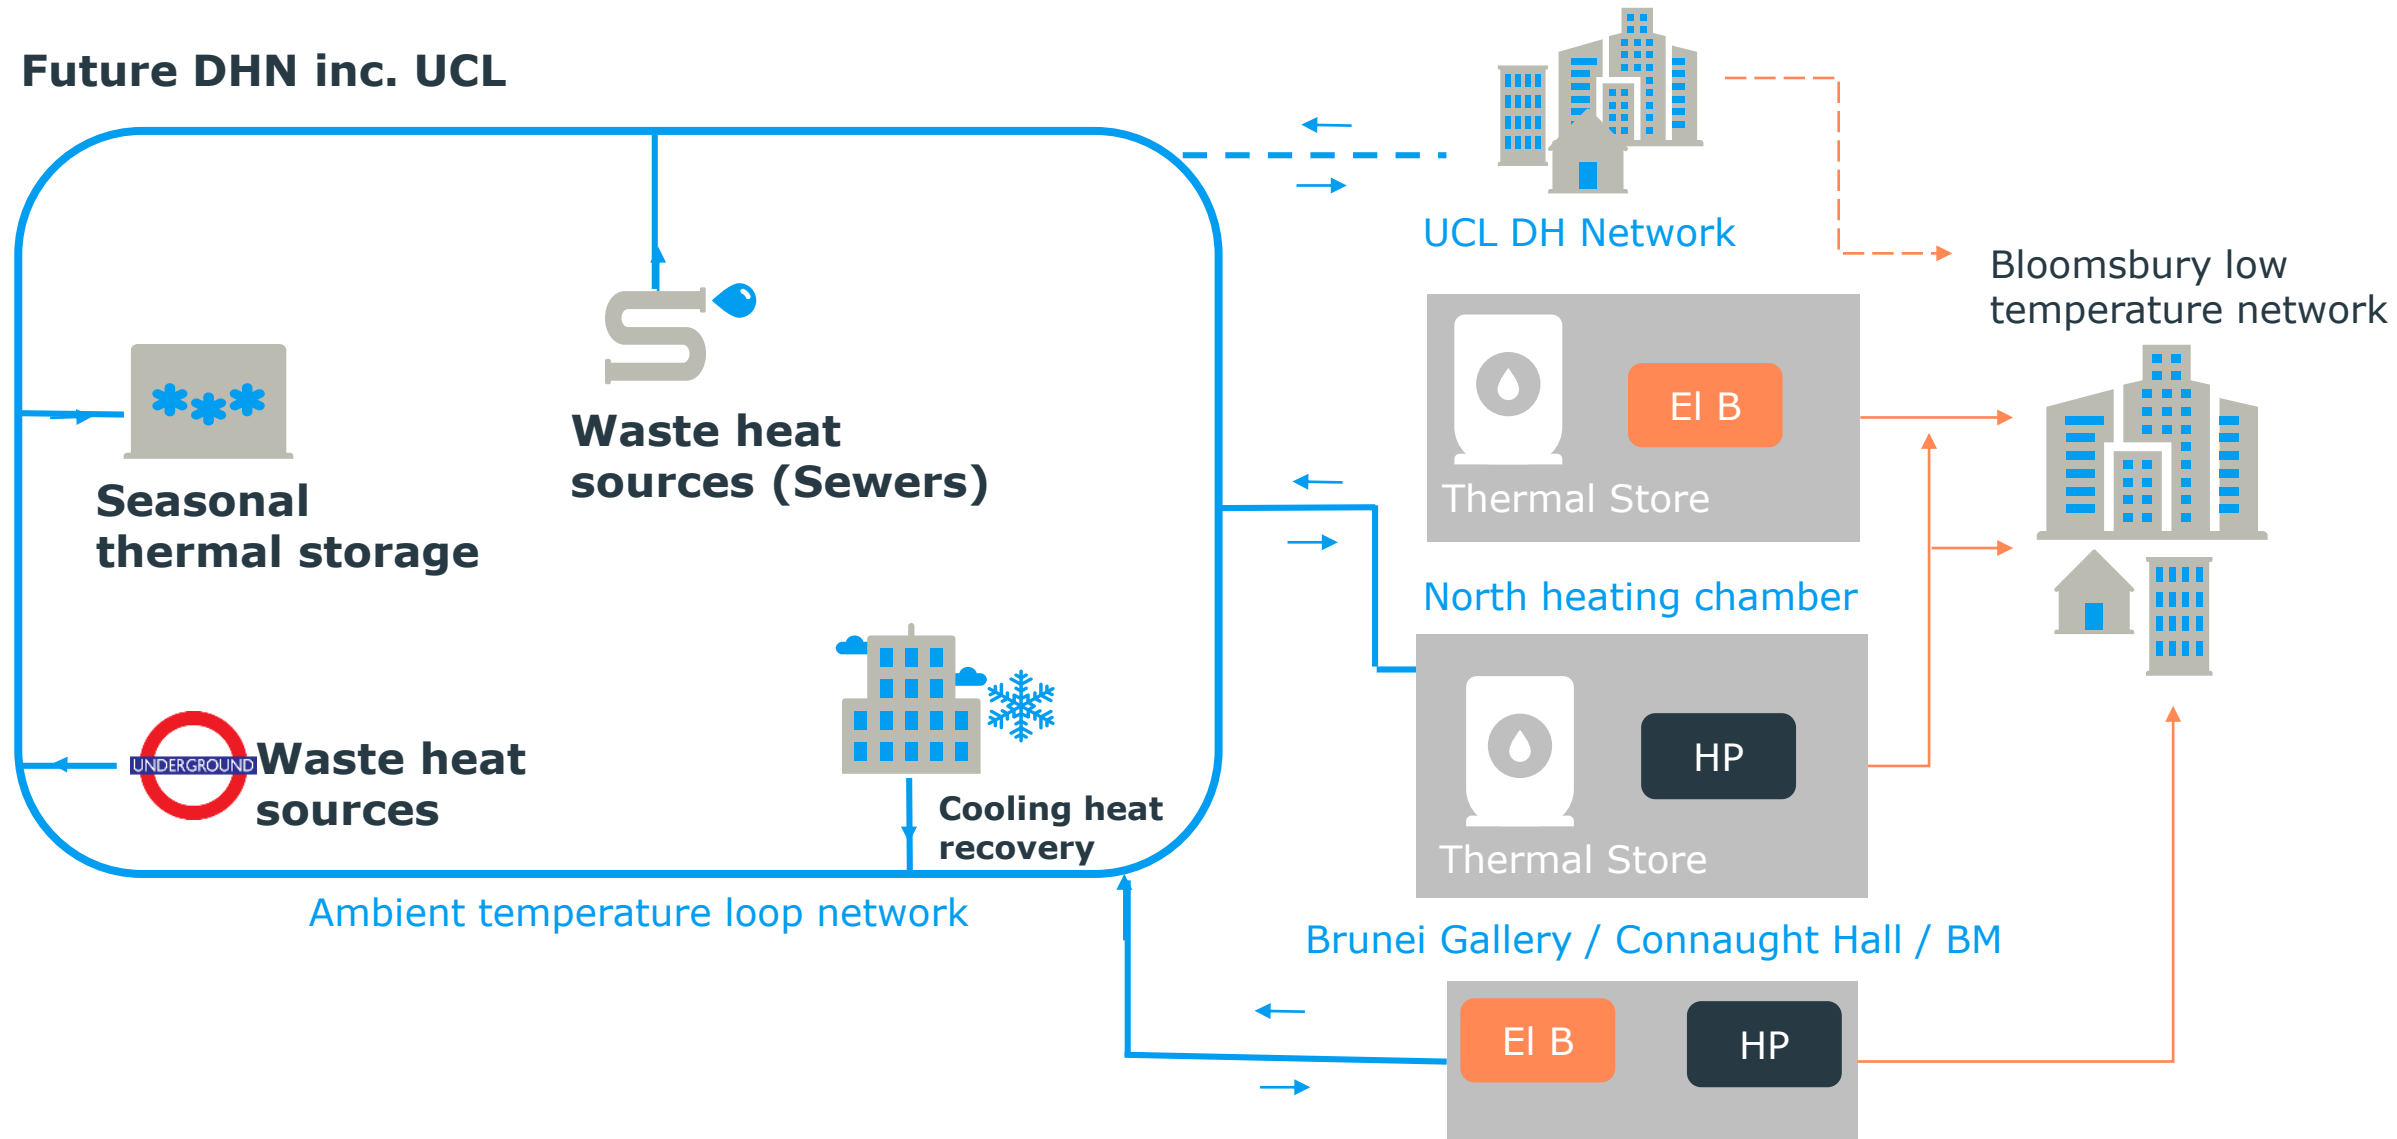 Future DHN inc. UCL
UCL DH Network
Bloomsbury low
temperature network
El B
Thermal Store
Waste heat
sources (Sewers)
Seasonal
thermal storage
North heating chamber
HP
Thermal Store
UNDERGROUND
Waste heat
sources
Cooling heat
recovery
Ambient temperature loop network
Brunei Gallery / Connaught Hall / BM
El B
HP